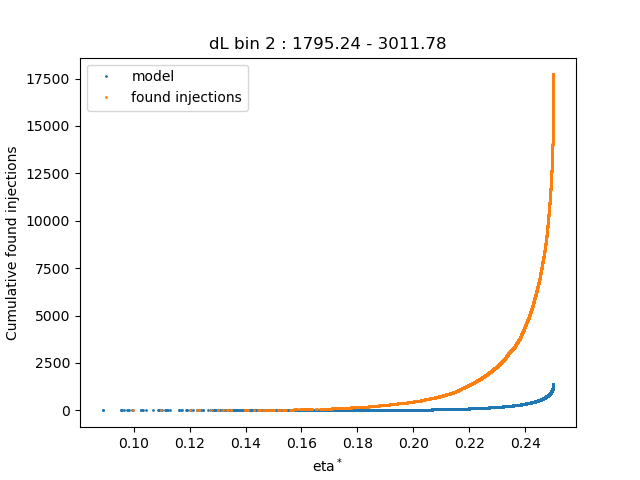 dL bin 2 : 1795.24 - 3011.78
model
found injections
17500
15000
12500
10000
7500
5000
2500
0
Cumulative found injections
0.10 0.12 0.14 0.16 0.18 0.20 0.22 0.24
eta*